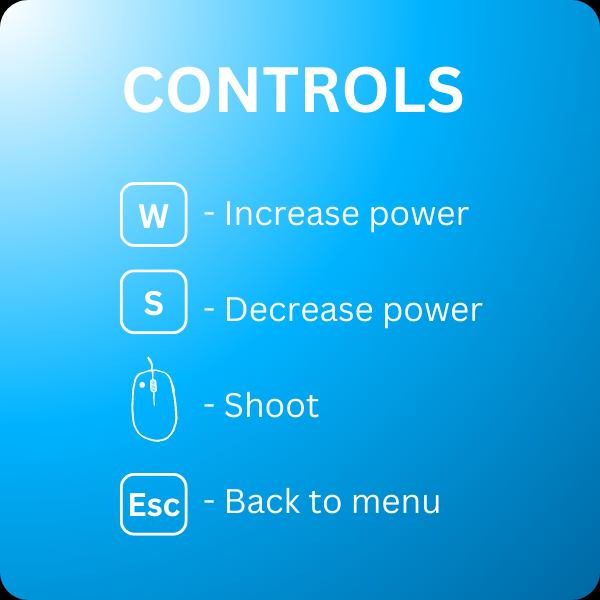 CONTROLS
W - Increase power
S - Decrease power
- Shoot
Esc - Back to menu